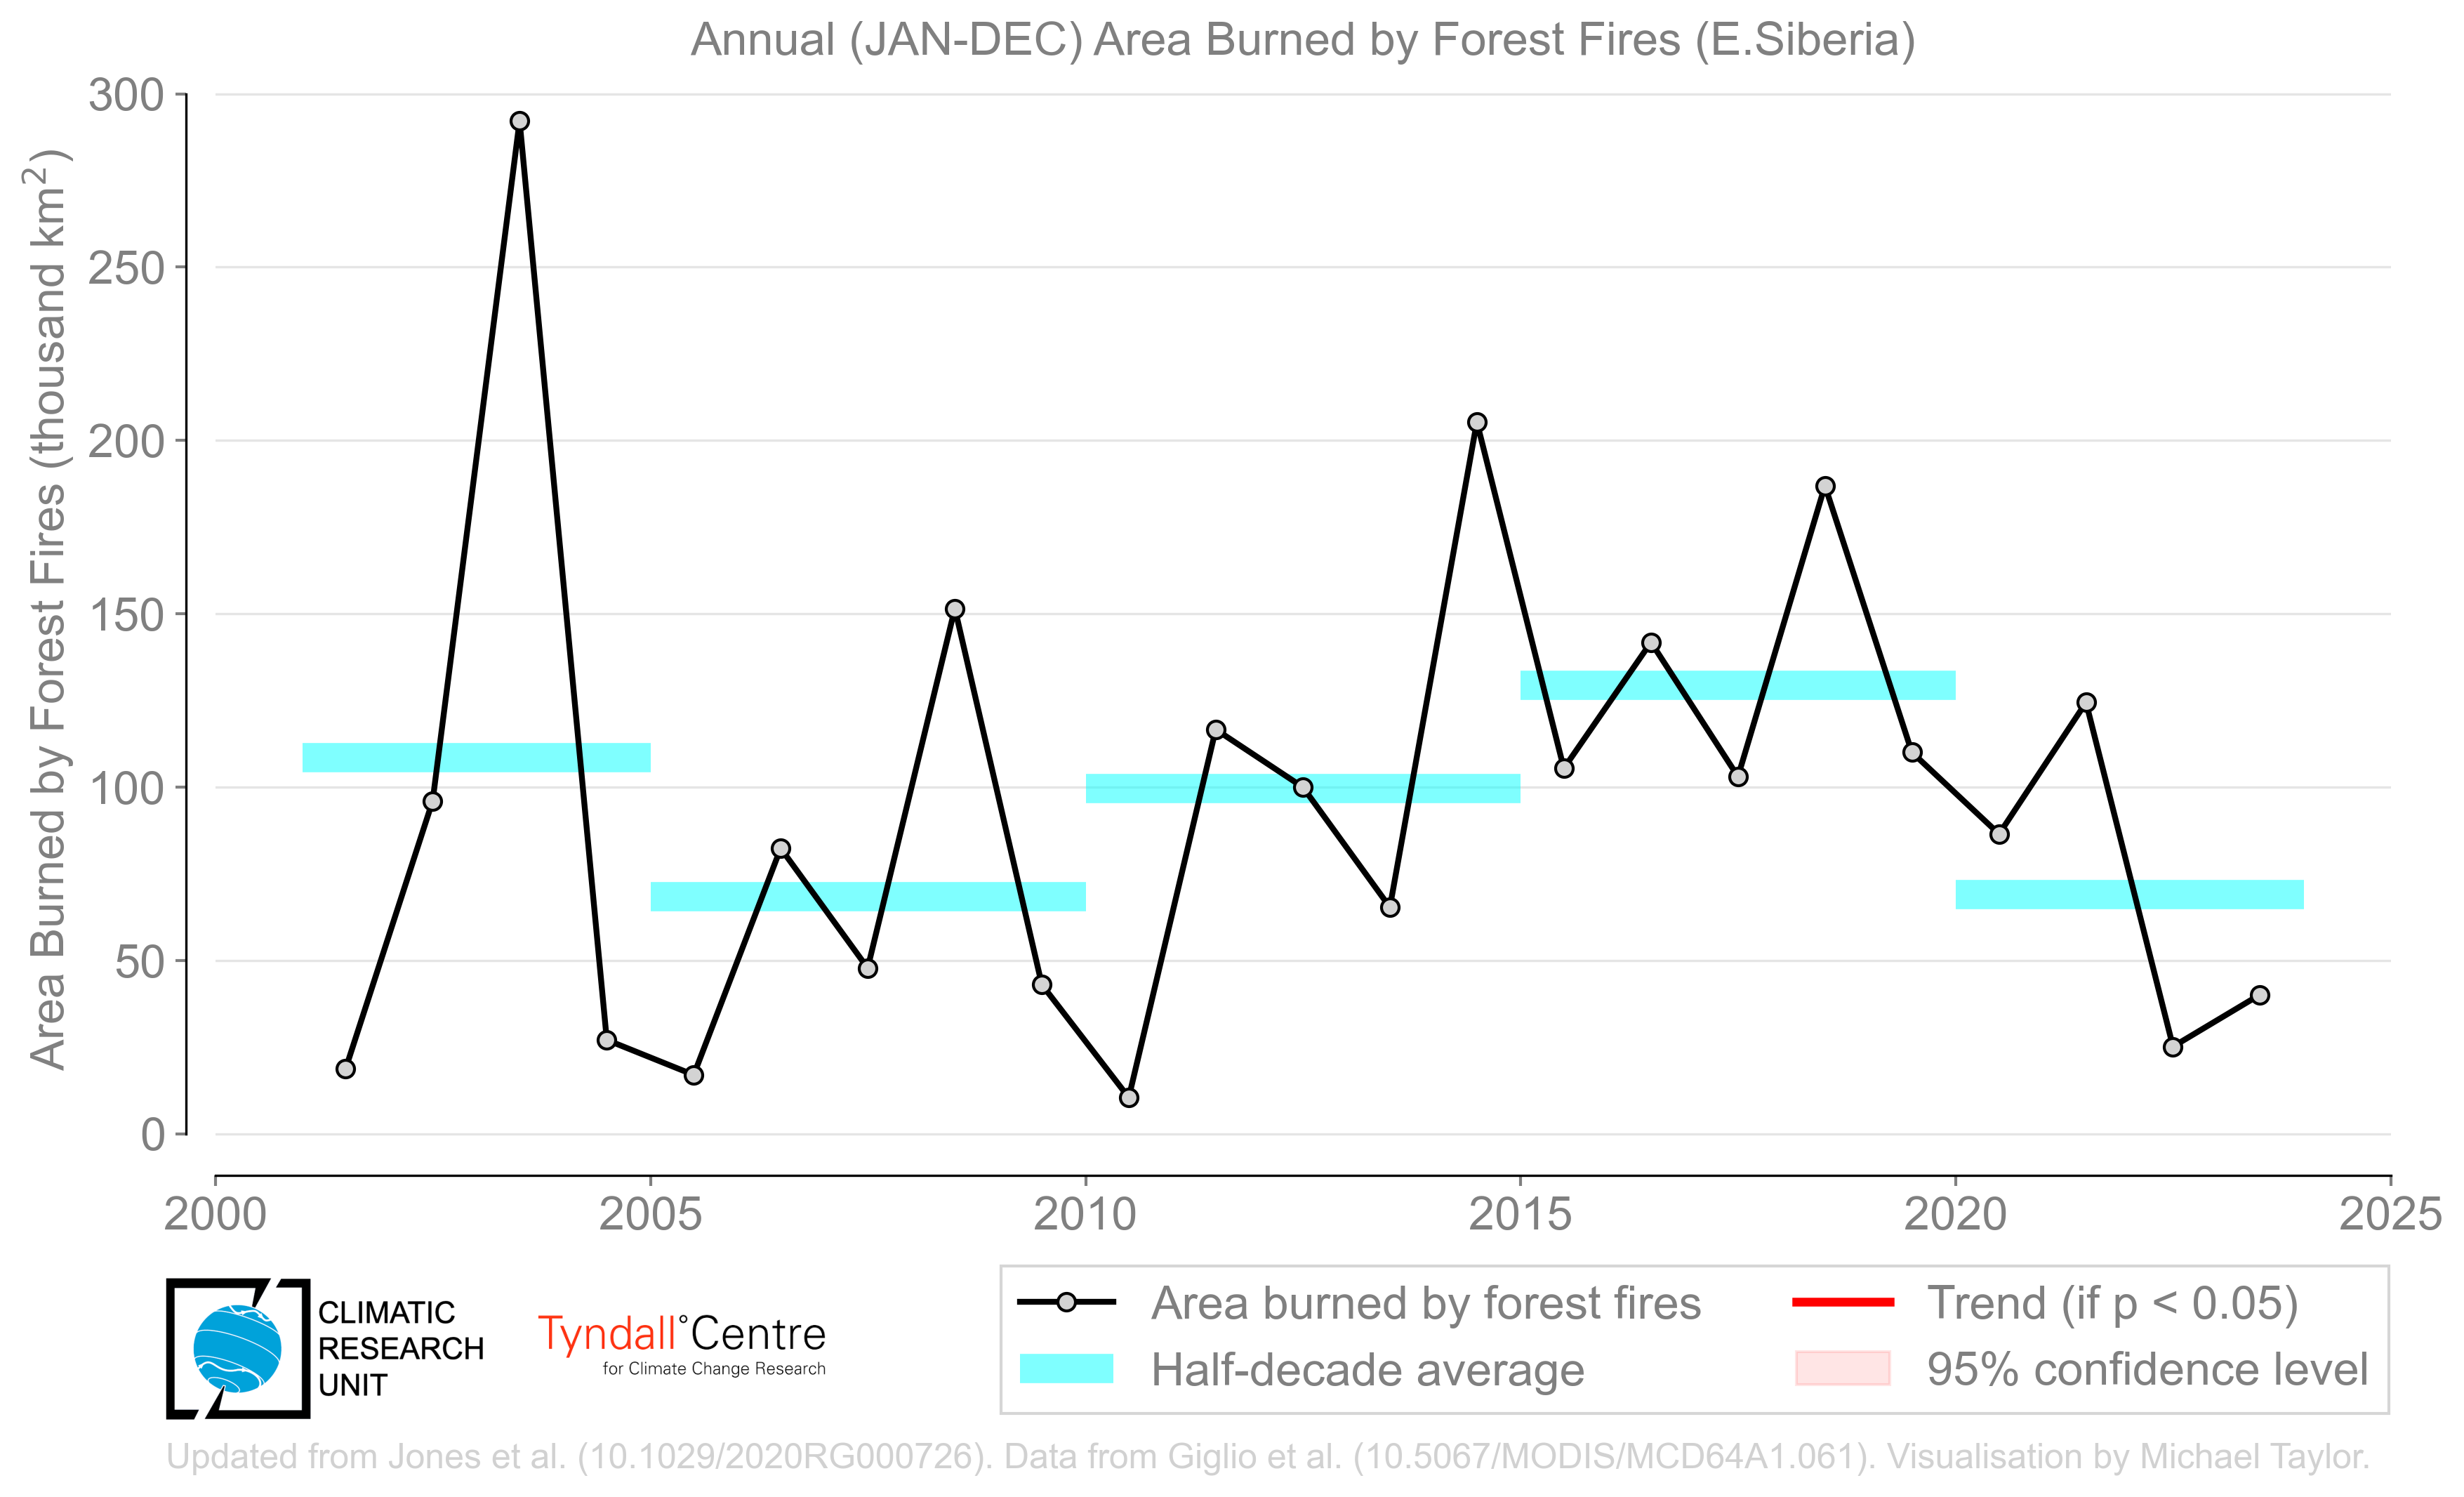 Annual (JAN-DEC) Area Burned by Forest Fires (E.Siberia)
Area Burned by Forest Fires (thousand km²)
300
250
200
150
100
50
0
2000 2005 2010 2015 2020 2025
CLIMATIC
RESEARCH
UNIT
Tyndall°Centre
for Climate Change Research
Area burned by forest fires
Half-decade average
Trend (if p < 0.05)
95% confidence level
Updated from Jones et al. (10.1029/2020RG000726). Data from Giglio et al. (10.5067/MODIS/MCD64A1.061). Visualisation by Michael Taylor.